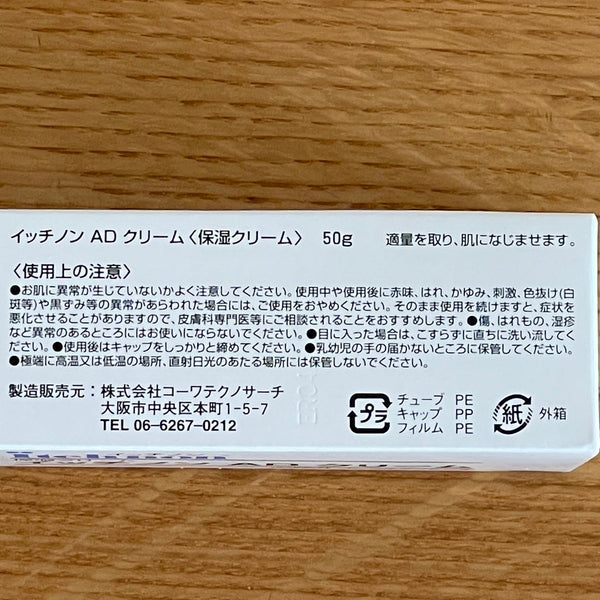 イッチノン AD クリーム〈保湿クリーム〉 50g 適量を取り、肌になじませます。
〈使用上の注意〉
●お肌に異常が生じていないかよく注意してください。使用中や使用後に赤味、はれ、かゆみ、刺激、色抜け(白
斑等)や黒ずみ等の異常があらわれた場合には、ご使用をおやめください。そのまま使用を続けますと、症状を
悪化させることがありますので、皮膚科専門医等にご相談されることをおすすめします。●傷、はれもの、湿疹
など異常のあるところにはお使いにならないでください。●目に入った場合は、こすらずに直ちに洗い流してく
ださい。●使用後はキャップをしっかりと締めてください。●乳幼児の手の届かないところに保管してください。
●極端に高温又は低温の場所、直射日光のあたる場所には保管しないでください。
製造販売元：株式会社コーワテクノサーチ
大阪市中央区本町1-5-7
TEL 06-6267-0212
プラ
チューブ PE
キャップ PP
フィルム PE
紙 外箱
イッチノン AD クリーム